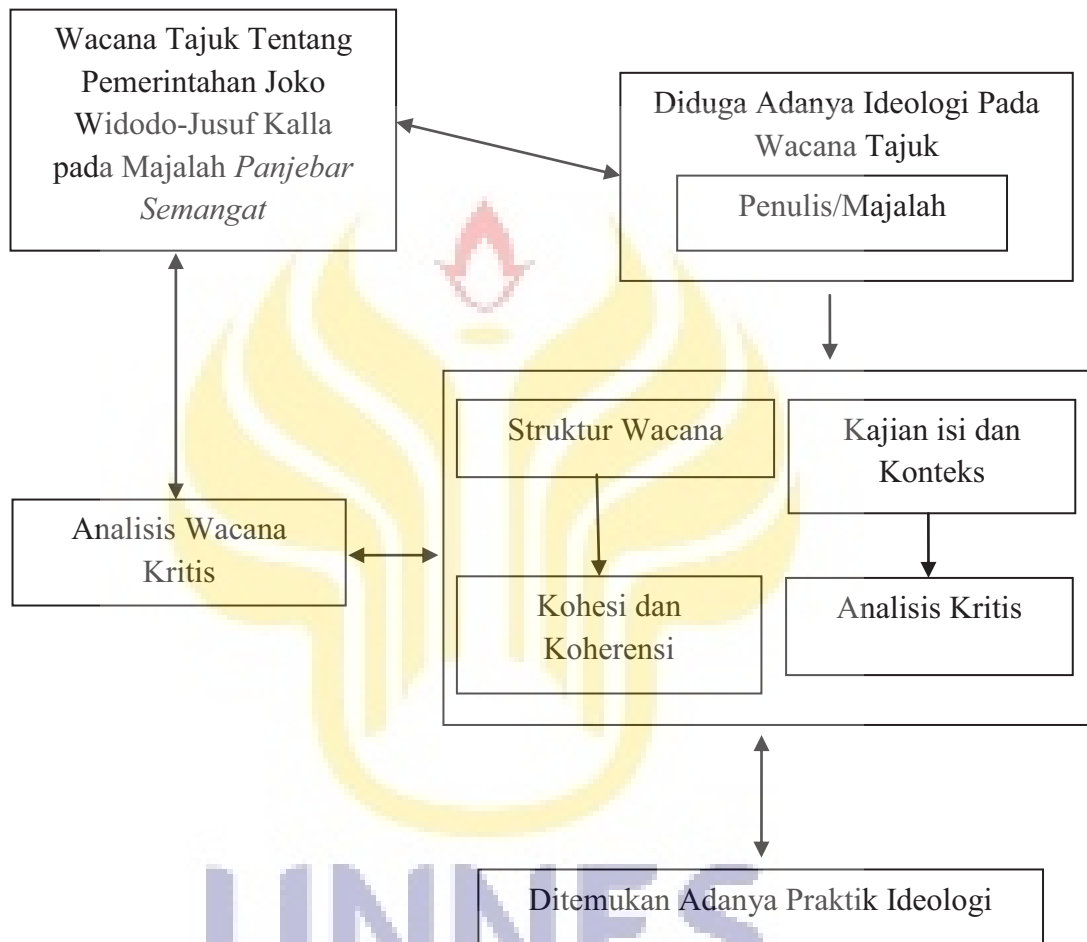 Wacana Tajuk Tentang
Pemerintahan Joko
Widodo-Jusuf Kalla
pada Majalah Panjebar
Semangat
Diduga Adanya Ideologi Pada
Wacana Tajuk
Penulis/Majalah
Struktur Wacana
Kajian isi dan
Konteks
Analisis Wacana
Kritis
Kohesi dan
Koherensi
Analisis Kritis
Ditemukan Adanya Praktik Ideologi
UNNES